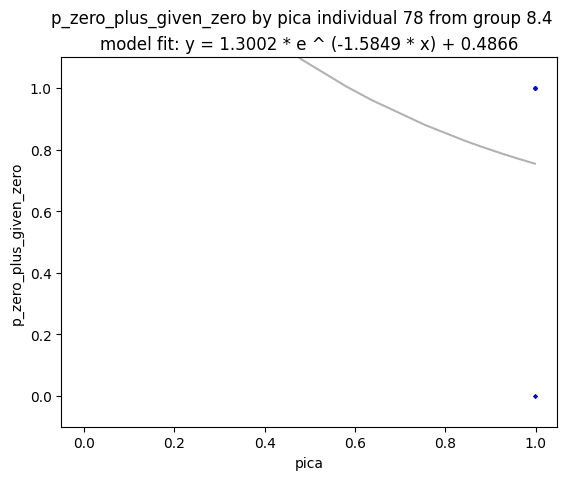 p_zero_plus_given_zero by pica individual 78 from group 8.4
model fit: y = 1.3002 * e ^ (-1.5849 * x) + 0.4866
p_zero_plus_given_zero
1.0
0.8
0.6
0.4
0.2
0.0
0.0 0.2 0.4 0.6 0.8 1.0
pica